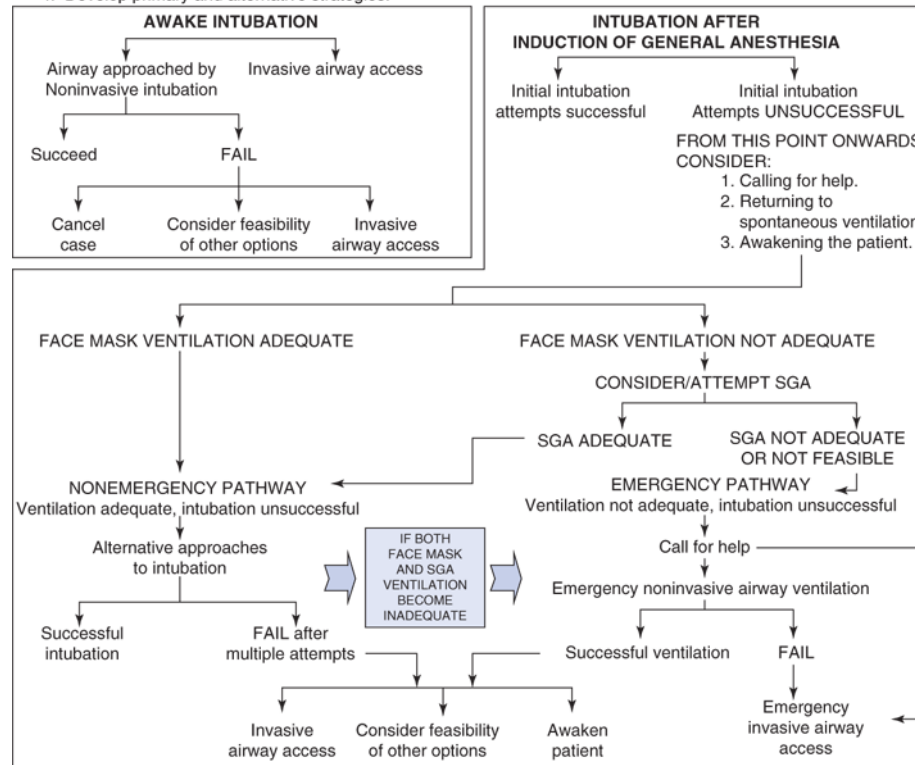 AWAKE INTUBATION
Airway approached by
Noninvasive intubation
Invasive airway access
Succeed
FAIL
Cancel
case
Consider feasibility
of other options
Invasive
airway access
INTUBATION AFTER
INDUCTION OF GENERAL ANESTHESIA
Initial intubation
attempts successful
Initial intubation
Attempts UNSUCCESSFUL
FROM THIS POINT ONWARDS
CONSIDER:
1. Calling for help.
2. Returning to
spontaneous ventilation
3. Awakening the patient.
FACE MASK VENTILATION ADEQUATE
FACE MASK VENTILATION NOT ADEQUATE
CONSIDER/ATTEMPT SGA
SGA ADEQUATE
SGA NOT ADEQUATE
OR NOT FEASIBLE
NONEMERGENCY PATHWAY
Ventilation adequate, intubation unsuccessful
EMERGENCY PATHWAY
Ventilation not adequate, intubation unsuccessful
Alternative approaches
to intubation
IF BOTH
FACE MASK
AND SGA
VENTILATION
BECOME
INADEQUATE
Call for help
Emergency noninvasive airway ventilation
Successful
intubation
FAIL after
multiple attempts
Successful ventilation
FAIL
Invasive
airway access
Consider feasibility
of other options
Awaken
patient
Emergency
invasive airway
access